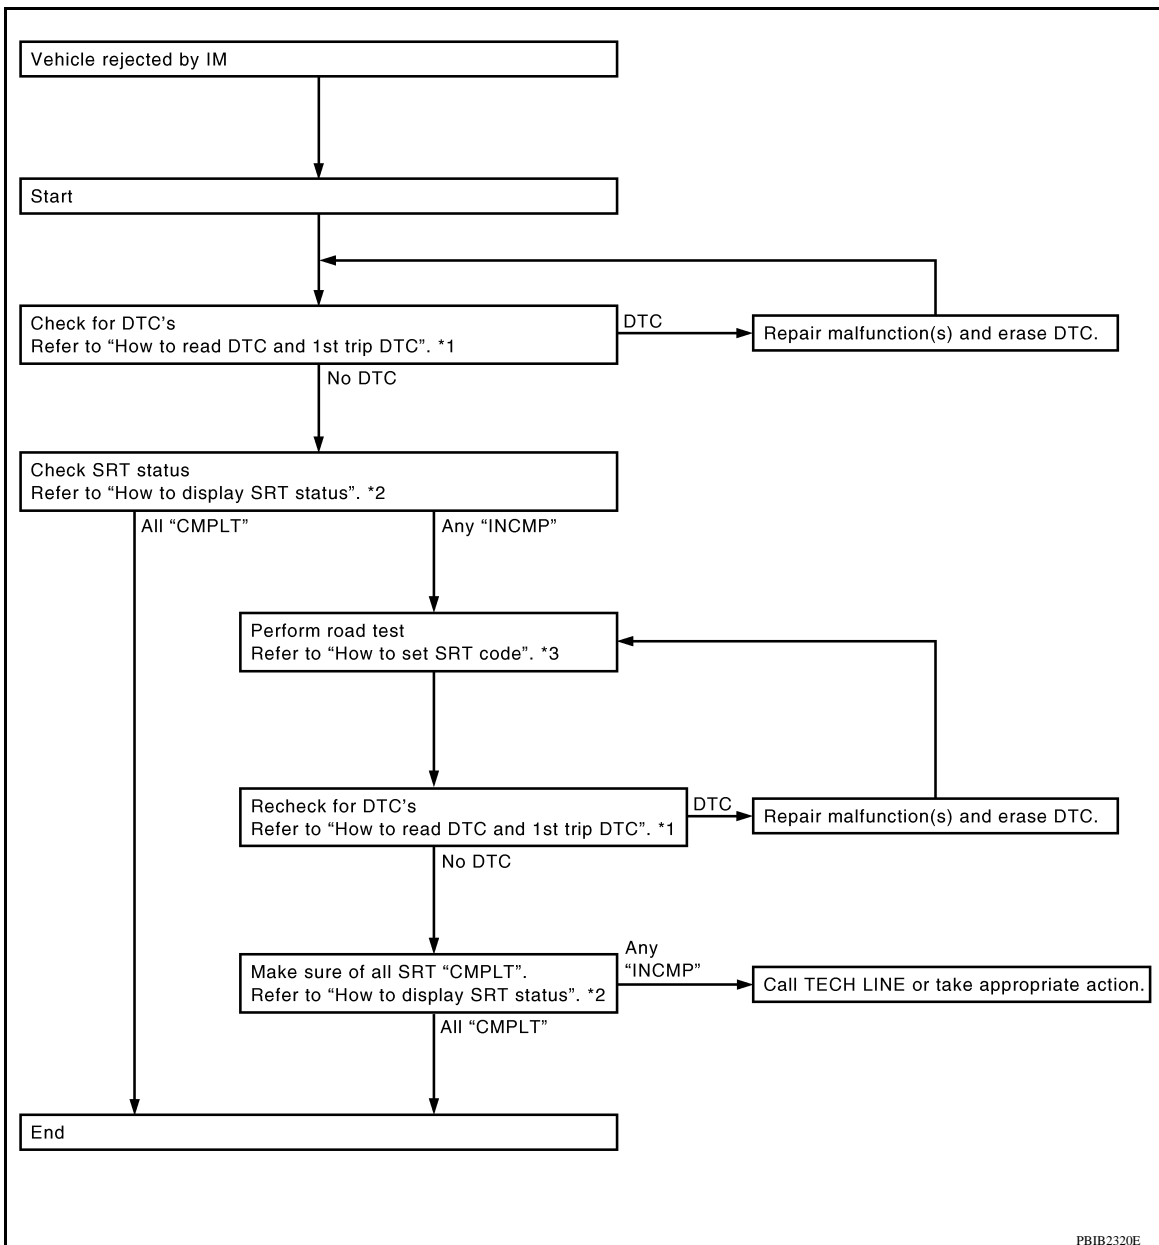 Vehicle rejected by IM
Start
Check for DTC's
Refer to “How to read DTC and 1st trip DTC”. *1
DTC
Repair malfunction(s) and erase DTC.
No DTC
Check SRT status
Refer to “How to display SRT status”. *2
All “CMPLT”
Any “INCMP”
Perform road test
Refer to “How to set SRT code”. *3
Recheck for DTC's
Refer to “How to read DTC and 1st trip DTC”. *1
DTC
Repair malfunction(s) and erase DTC.
No DTC
Make sure of all SRT “CMPLT”.
Refer to “How to display SRT status”. *2
Any
“INCMP”
Call TECH LINE or take appropriate action.
All “CMPLT”
End
PBIB2320E